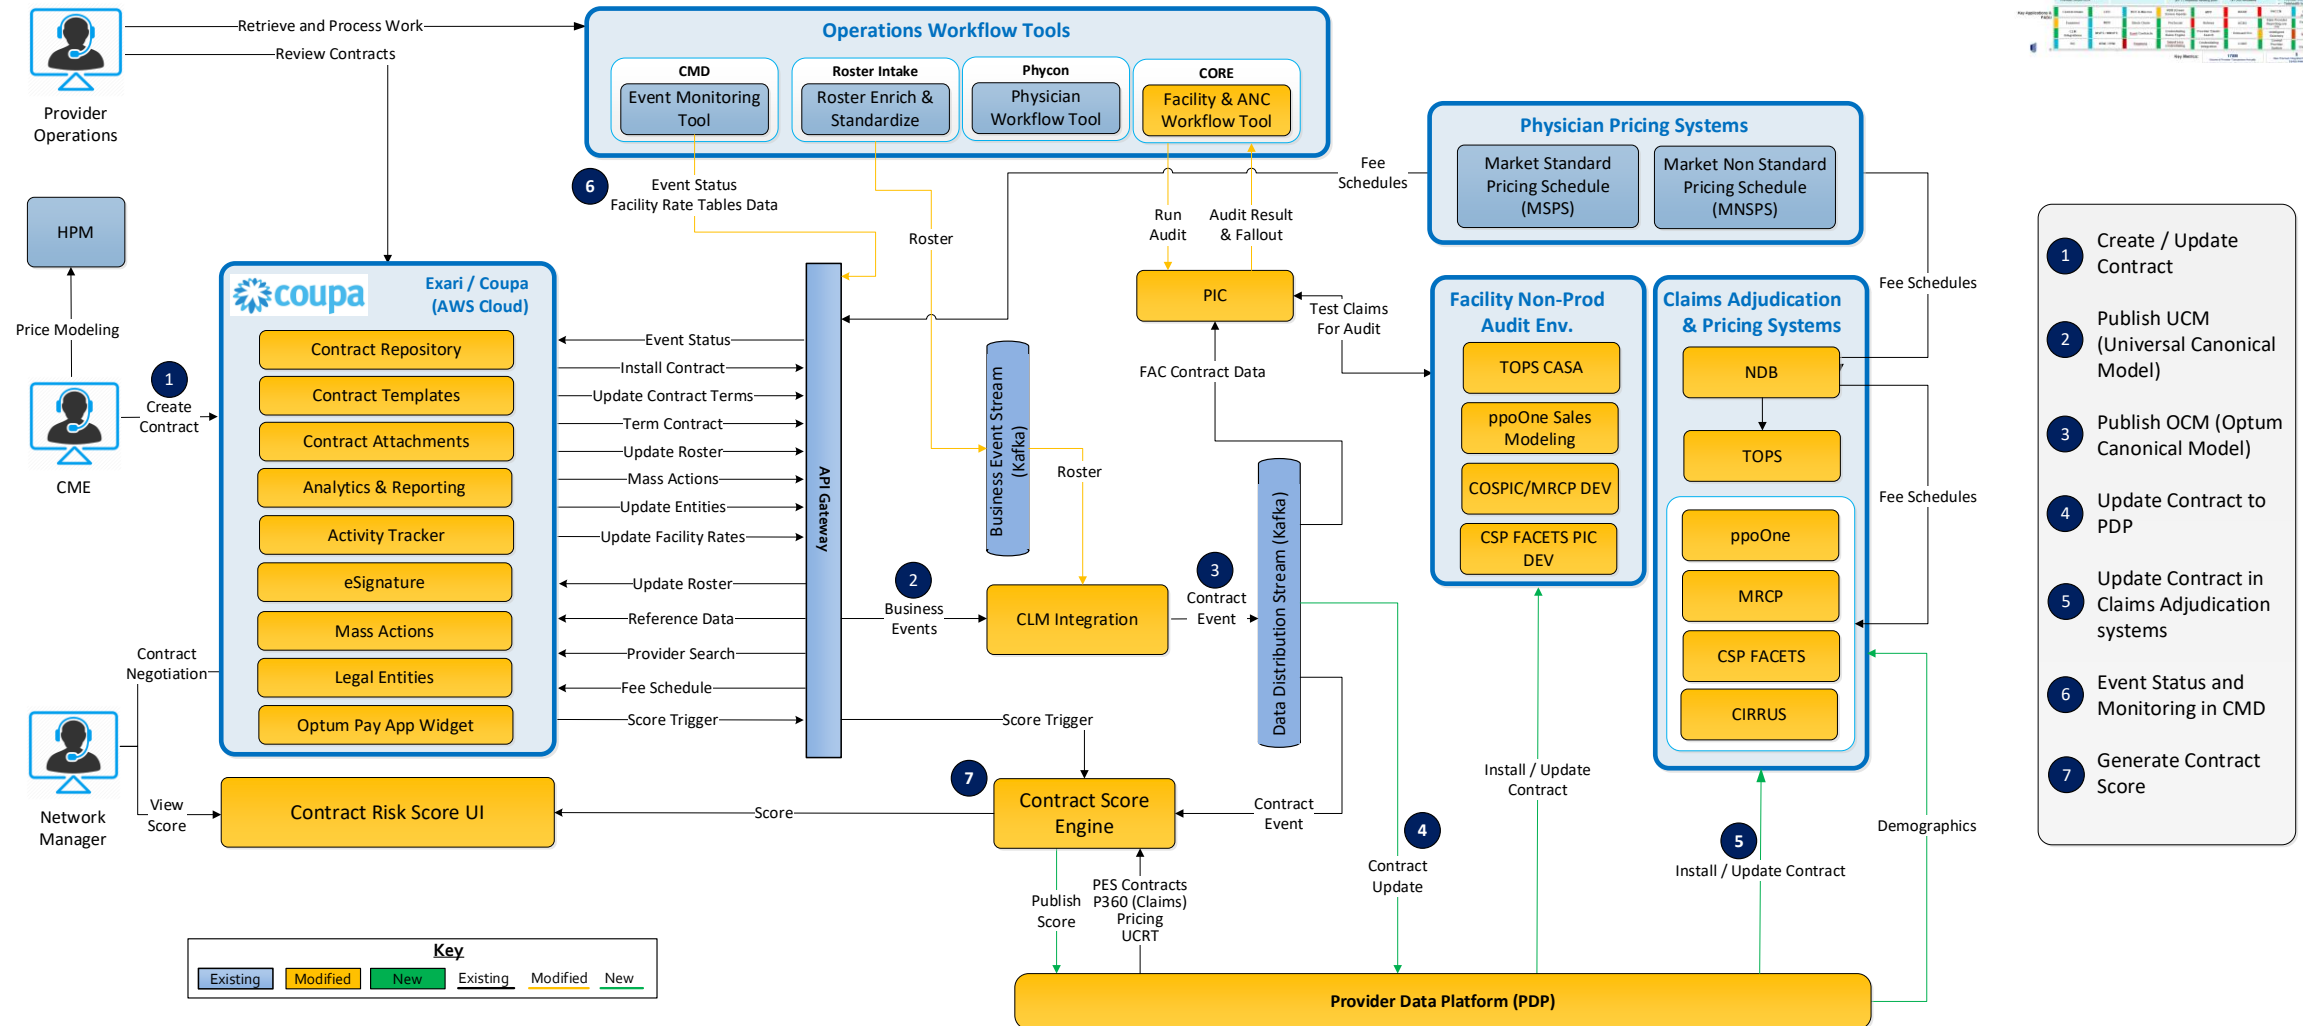 Retrieve and Process Work
Review Contracts
Provider
Operations
Operations Workflow Tools
CMD
Event Monitoring
Tool
Roster Intake
Roster Enrich &
Standardize
Phycon
Physician
Workflow Tool
CORE
Facility & ANC
Workflow Tool
6
Event Status
Facility Rate Tables Data
Roster
Run
Audit
Audit Result
& Fallout
Fee
Schedules
Physician Pricing Systems
Market Standard
Pricing Schedule
(MSPS)
Market Non Standard
Pricing Schedule
(MNSPS)
Fee Schedules
HPM
Price Modeling
CME
1
Create
Contract
coupa
Exari / Coupa
(AWS Cloud)
Contract Repository
Contract Templates
Contract Attachments
Analytics & Reporting
Activity Tracker
eSignature
Mass Actions
Legal Entities
Optum Pay App Widget
Event Status
Install Contract
Update Contract Terms
Term Contract
Update Roster
Mass Actions
Update Entities
Update Facility Rates
Update Roster
Reference Data
Provider Search
Fee Schedule
Score Trigger
API Gateway
2
Business
Events
Business Event Stream
(Kafka)
Roster
CLM Integration
3
Contract
Event
Data Distribution Stream (Kafka)
PIC
Test Claims
For Audit
FAC Contract Data
Facility Non-Prod
Audit Env.
TOPS CASA
ppoOne Sales
Modeling
COSPIC/MRCP DEV
CSP FACETS PIC
DEV
Claims Adjudication
& Pricing Systems
NDB
TOPS
ppoOne
MRCP
CSP FACETS
CIRRUS
Fee Schedules
Contract
Negotiation
Network
Manager
View
Score
Contract Risk Score UI
Score
Score Trigger
7
Contract Score
Engine
Contract
Event
Publish
Score
PES Contracts
P360 (Claims)
Pricing
UCRT
4
Contract
Update
Install / Update
Contract
5
Install / Update Contract
Demographics
Provider Data Platform (PDP)
1
Create / Update
Contract
2
Publish UCM
(Universal Canonical
Model)
3
Publish OCM (Optum
Canonical Model)
4
Update Contract to
PDP
5
Update Contract in
Claims Adjudication
systems
6
Event Status and
Monitoring in CMD
7
Generate Contract
Score
Key
Existing
Modified
New
Existing
Modified
New
Key Metrics